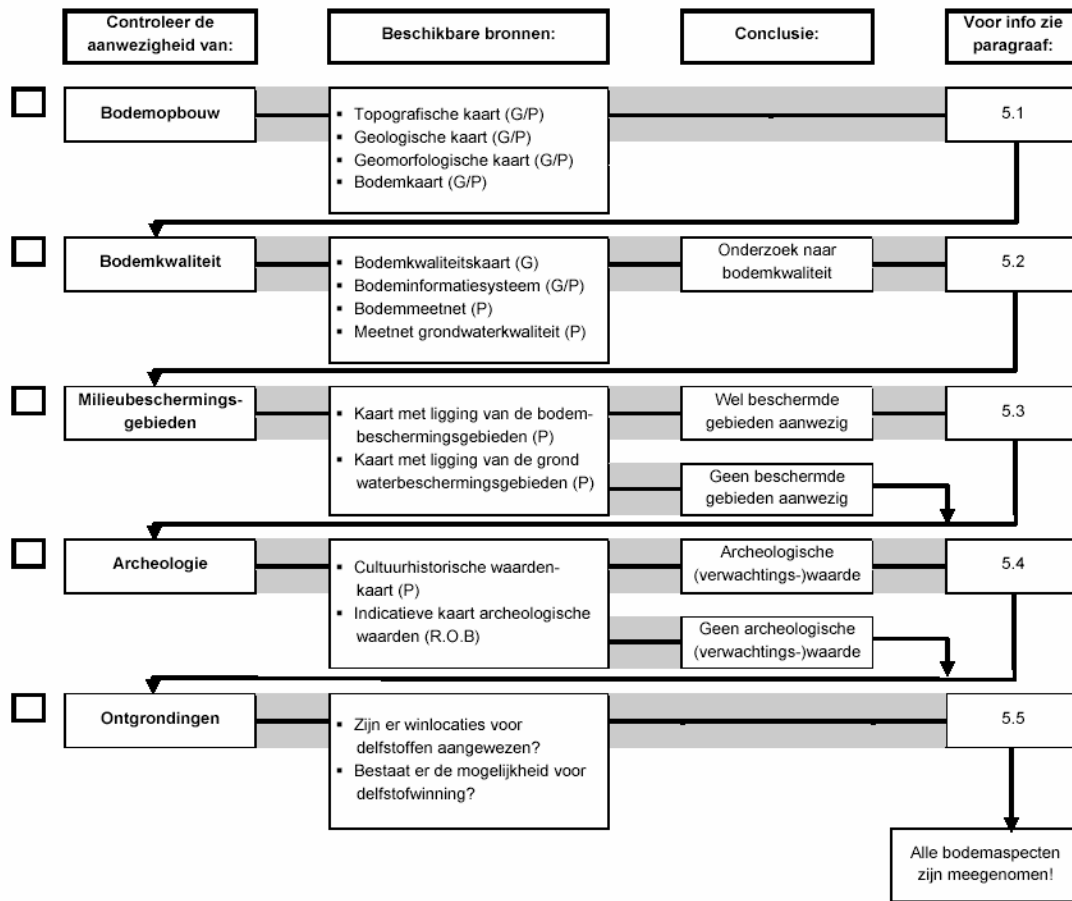 Controleer de
aanwezigheid van:
Beschikbare bronnen:
Conclusie:
Voor info zie
paragraaf:
Bodemopbouw
▪ Topografische kaart (G/P)
▪ Geologische kaart (G/P)
▪ Geomorfologische kaart (G/P)
▪ Bodemkaart (G/P)
5.1
Bodemkwaliteit
▪ Bodemkwaliteitskaart (G)
▪ Bodeminformatiesysteem (G/P)
▪ Bodemmeetnet (P)
▪ Meetnet grondwaterkwaliteit (P)
Onderzoek naar
bodemkwaliteit
5.2
Milieubeschermings-
gebieden
▪ Kaart met ligging van de bodem-
beschermingsgebieden (P)
▪ Kaart met ligging van de grond
waterbeschermingsgebieden (P)
Wel beschermde
gebieden aanwezig
5.3
Geen beschermde
gebieden aanwezig
Archeologie
▪ Cultuurhistorische waarden-
kaart (P)
▪ Indicatieve kaart archeologische
waarden (R.O.B)
Archeologische
(verwachtings-)waarde
5.4
Geen archeologische
(verwachtings-)waarde
Ontgrondingen
▪ Zijn er winlocaties voor
delfstoffen aangewezen?
▪ Bestaat er de mogelijkheid voor
delfstofwinning?
5.5
Alle bodemaspecten
zijn meegenomen!